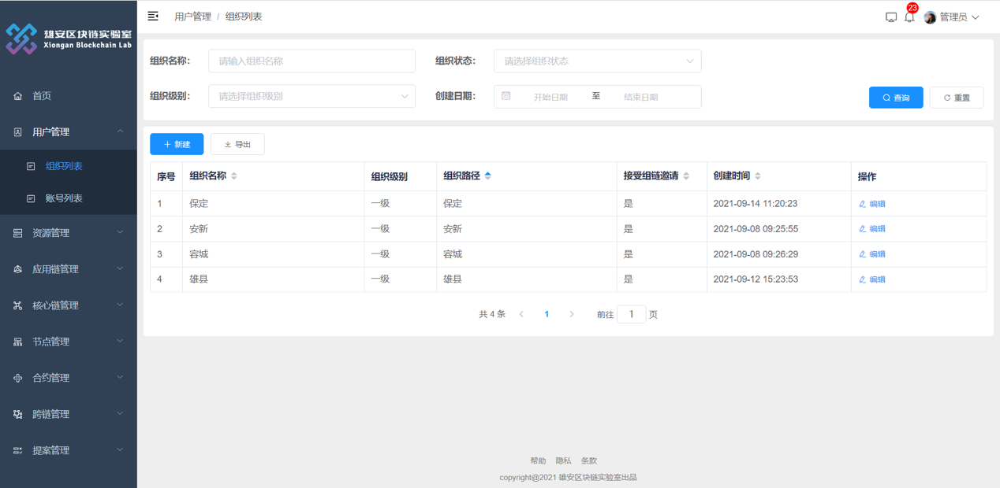 雄安区块链实验室
Xiongan Blockchain Lab
首页
用户管理
组织列表
账号列表
资源管理
应用链管理
核心链管理
节点管理
合约管理
跨链管理
提案管理
用户管理 / 组织列表
23
管理员
组织名称: 请输入组织名称 组织状态: 请选择组织状态
组织级别: 请选择组织级别 创建日期: 开始日期 至 结束日期 查询 重置
新建 导出
序号 组织名称 组织级别 组织路径 接受组链邀请 创建时间 操作
1 保定 一级 保定 是 2021-09-14 11:20:23 编辑
2 安新 一级 安新 是 2021-09-08 09:25:55 编辑
3 容城 一级 容城 是 2021-09-08 09:26:29 编辑
4 雄县 一级 雄县 是 2021-09-12 15:23:53 编辑
共 4 条 1 前往 1 页
帮助 隐私 条款
copyright@2021 雄安区块链实验室出品